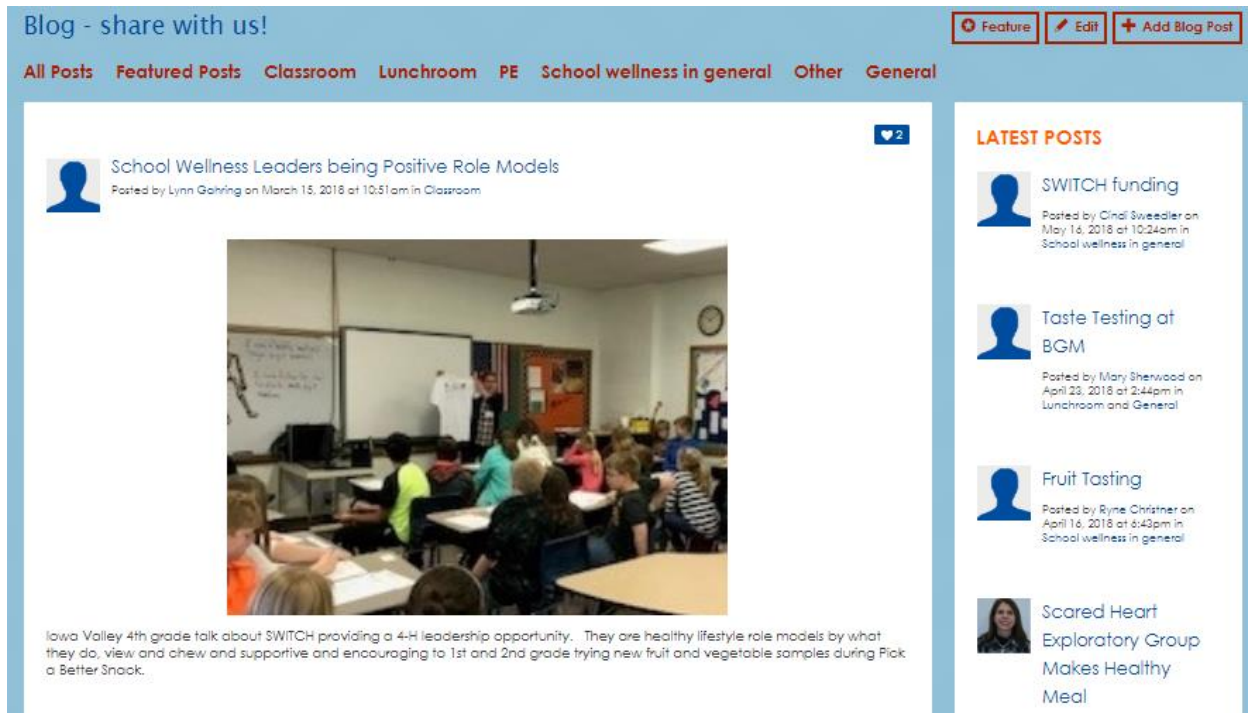 Blog - share with us!
Feature
Edit
Add Blog Post
All Posts Featured Posts Classroom Lunchroom PE School wellness in general Other General
2
School Wellness Leaders being Positive Role Models
Posted by Lynn Gahring on March 15, 2018 at 10:51am in Classroom
Iowa Valley 4th grade talk about SWITCH providing a 4-H leadership opportunity. They are healthy lifestyle role models by what
they do, view and chew and supportive and encouraging to 1st and 2nd grade trying new fruit and vegetable samples during Pick
a Better Snack.
LATEST POSTS
SWITCH funding
Posted by Cindi Sweedler on
May 16, 2018 at 10:24am in
School wellness in general
Taste Testing at
BGM
Posted by Mary Sherwood on
April 23, 2018 at 2:44pm in
Lunchroom and General
Fruit Tasting
Posted by Ryne Christner on
April 16, 2018 at 6:43pm in
School wellness in general
Scared Heart
Exploratory Group
Makes Healthy
Meal